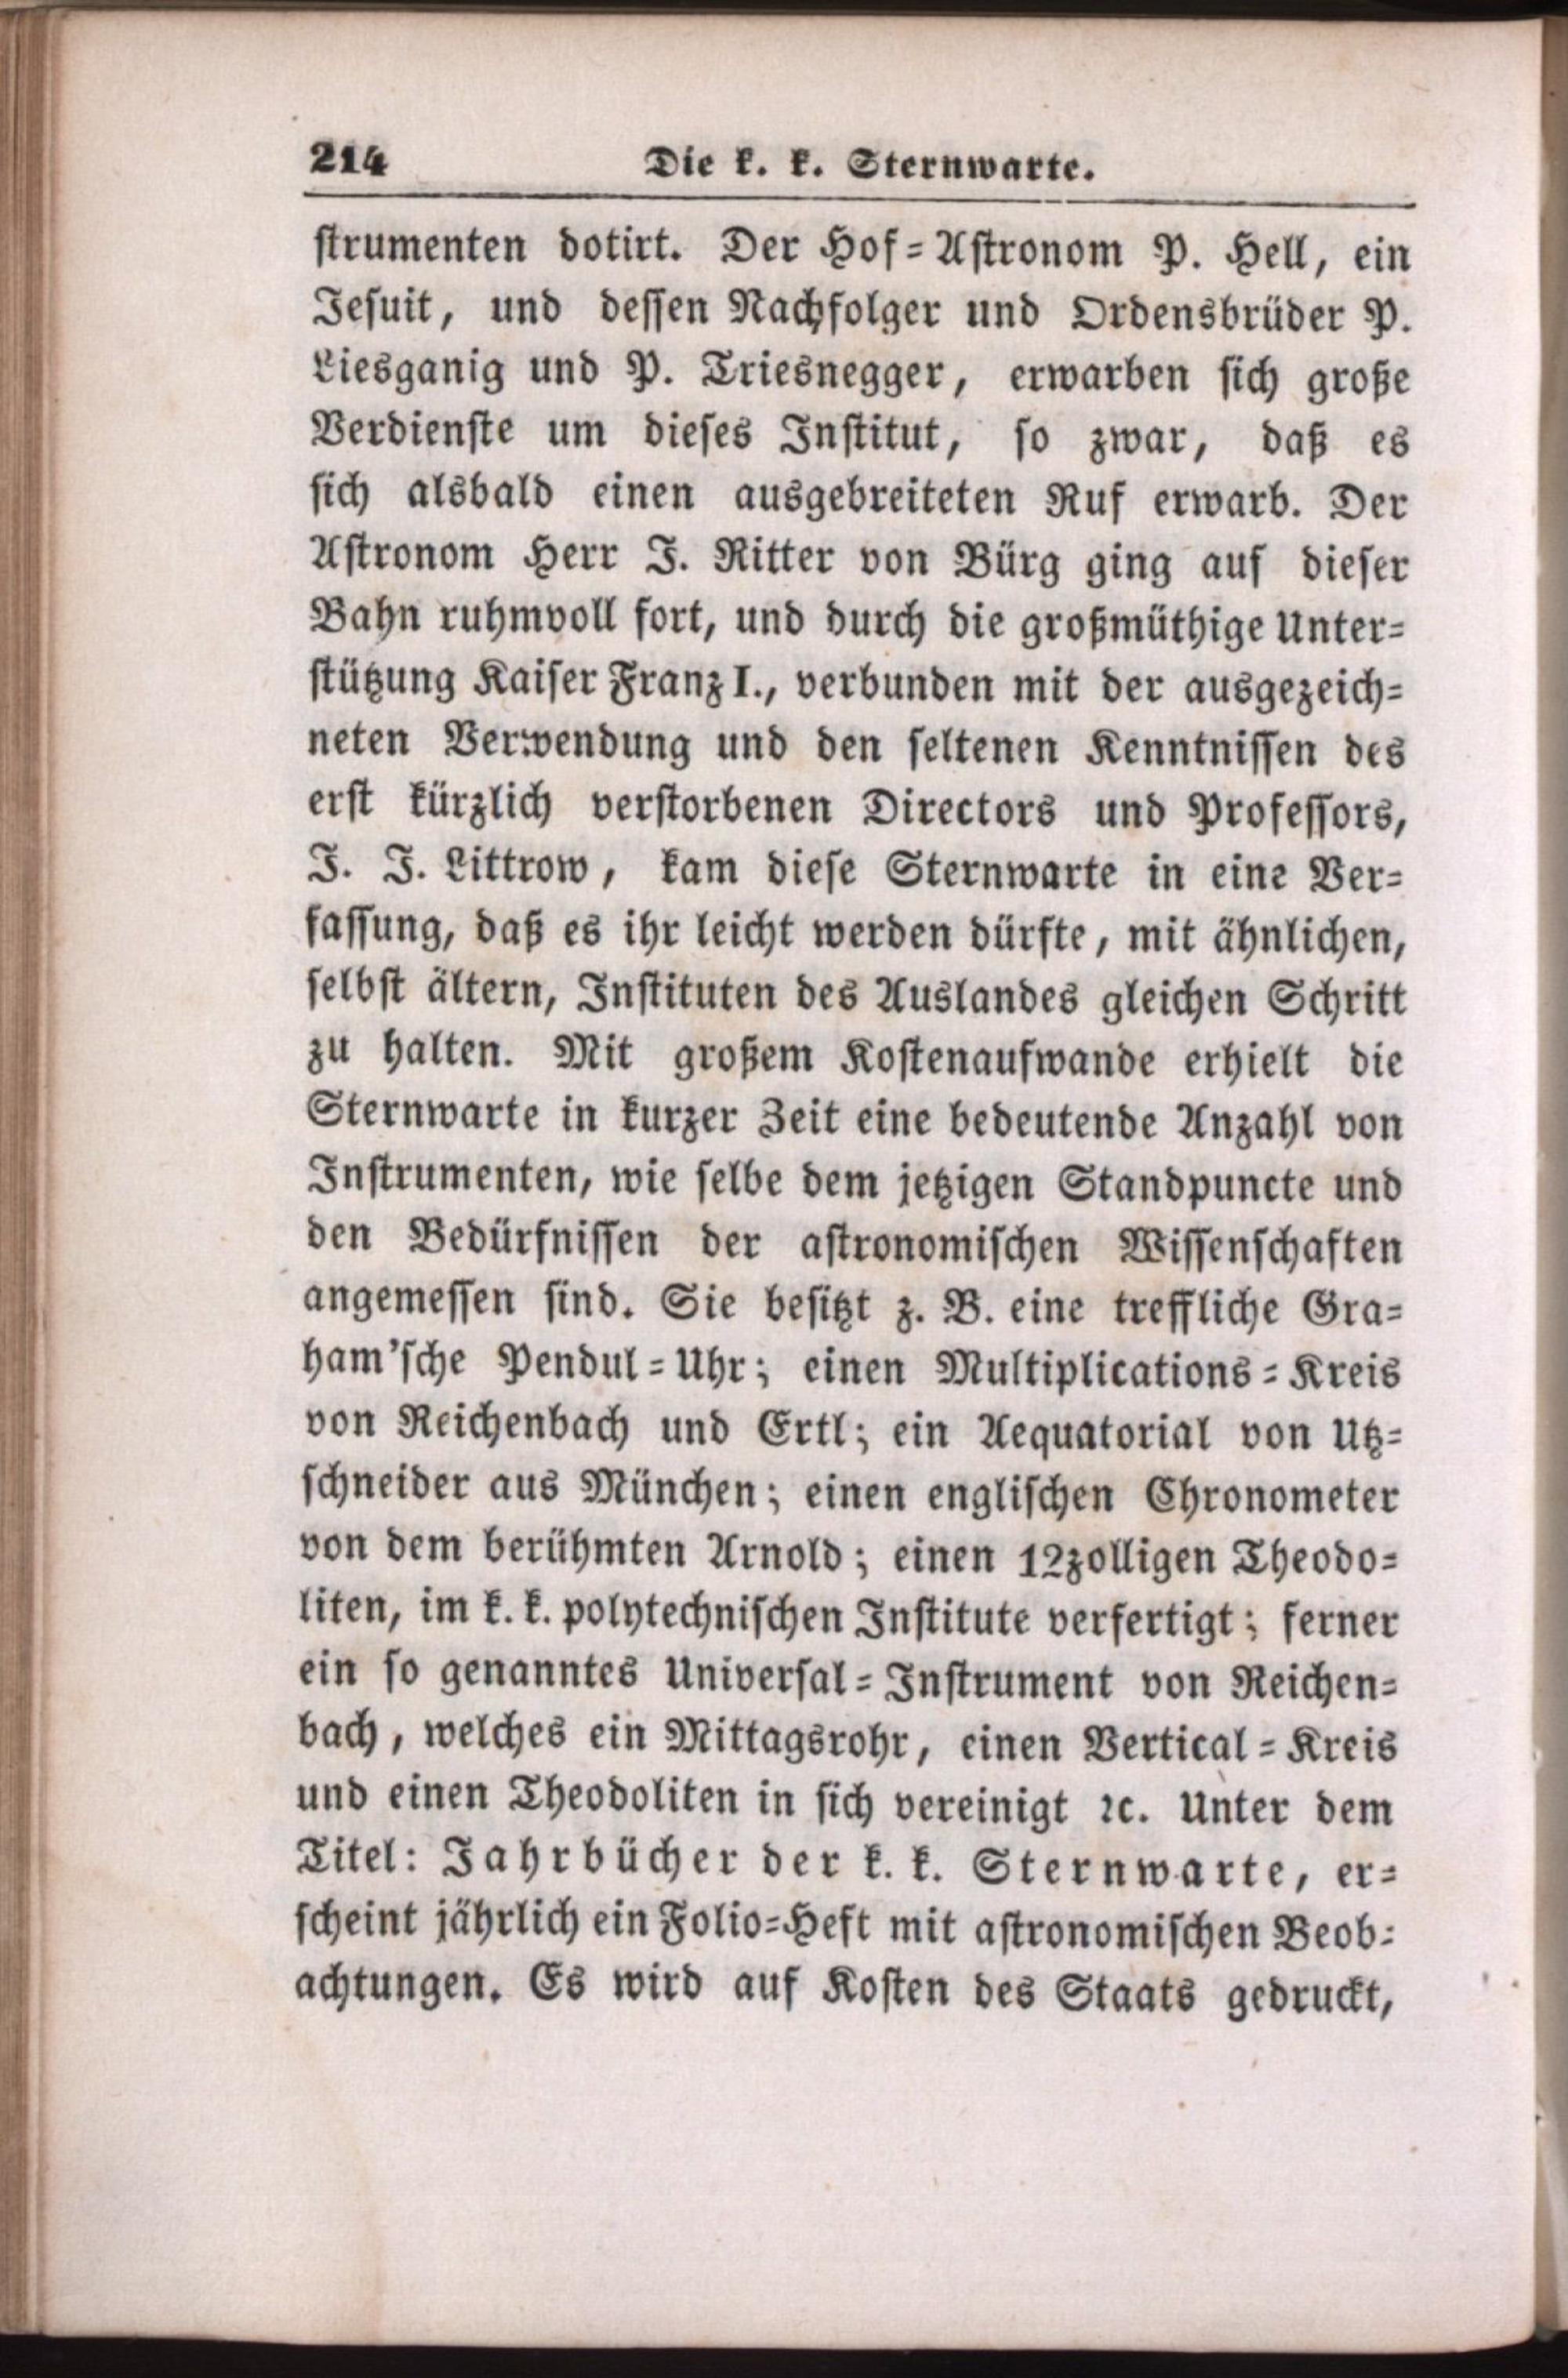 214 Die k. k. Sternwarte.
strumenten dotirt. Der Hof=Astronom P. Hell, ein
Jesuit, und dessen Nachfolger und Ordensbrüder P.
Liesganig und P. Triesnegger, erwarben sich große
Verdienste um dieses Institut, so zwar, daß es
sich alsbald einen ausgebreiteten Ruf erwarb. Der
Astronom Herr J. Ritter von Bürg ging auf dieser
Bahn ruhmvoll fort, und durch die großmüthige Unter=
stützung Kaiser Franz I., verbunden mit der ausgezeich=
neten Verwendung und den seltenen Kenntnissen des
erst kürzlich verstorbenen Directors und Professors,
J. J. Littrow, kam diese Sternwarte in eine Ver=
fassung, daß es ihr leicht werden dürfte, mit ähnlichen,
selbst ältern, Instituten des Auslandes gleichen Schritt
zu halten. Mit großem Kostenaufwande erhielt die
Sternwarte in kurzer Zeit eine bedeutende Anzahl von
Instrumenten, wie selbe dem jetzigen Standpuncte und
den Bedürfnissen der astronomischen Wissenschaften
angemessen sind. Sie besitzt z. B. eine treffliche Gra=
ham'sche Pendul=Uhr; einen Multiplications=Kreis
von Reichenbach und Ertl; ein Aequatorial von Utz=
schneider aus München; einen englischen Chronometer
von dem berühmten Arnold; einen 12zolligen Theodo=
liten, im k. k. polytechnischen Institute verfertigt; ferner
ein so genanntes Universal=Instrument von Reichen=
bach, welches ein Mittagsrohr, einen Vertical=Kreis
und einen Theodoliten in sich vereinigt ꝛc. Unter dem
Titel: Jahrbücher der k. k. Sternwarte, er=
scheint jährlich ein Folio=Heft mit astronomischen Beob=
achtungen. Es wird auf Kosten des Staats gedruckt,